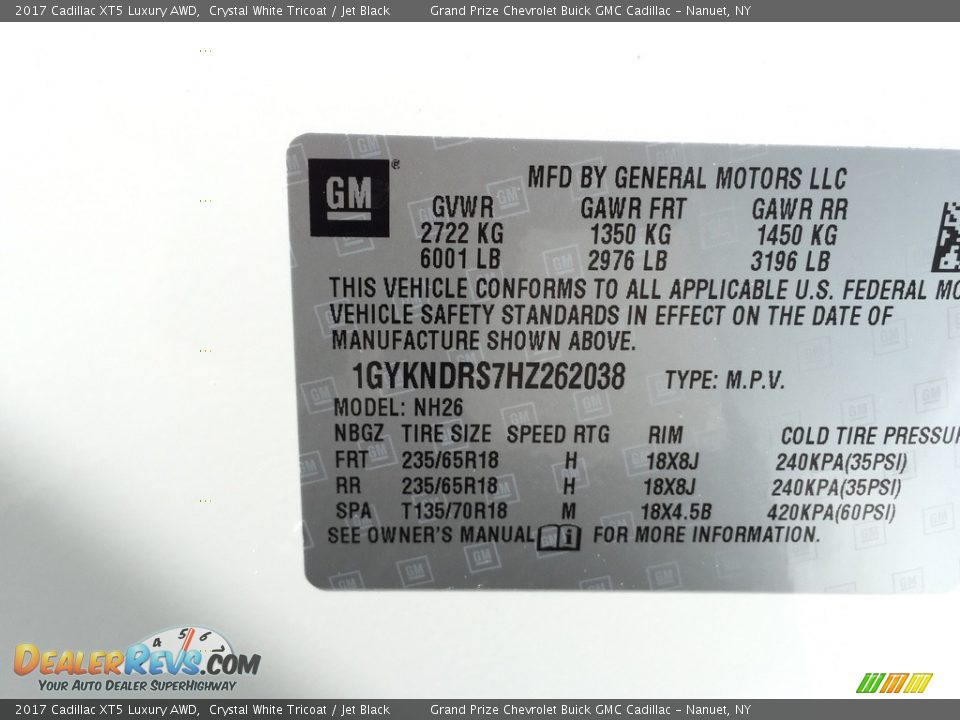 2017 Cadillac XT5 Luxury AWD, Crystal White Tricoat / Jet Black Grand Prize Chevrolet Buick GMC Cadillac - Nanuet, NY
GM®
MFD BY GENERAL MOTORS LLC
GVWR GAWR FRT GAWR RR
2722 KG 1350 KG 1450 KG
6001 LB 2976 LB 3196 LB
THIS VEHICLE CONFORMS TO ALL APPLICABLE U.S. FEDERAL MO
VEHICLE SAFETY STANDARDS IN EFFECT ON THE DATE OF
MANUFACTURE SHOWN ABOVE.
1GYKNDRS7HZ262038 TYPE: M.P.V.
MODEL: NH26
NBGZ TIRE SIZE SPEED RTG RIM COLD TIRE PRESSUR
FRT 235/65R18 H 18X8J 240KPA(35PSI)
RR 235/65R18 H 18X8J 240KPA(35PSI)
SPA T135/70R18 M 18X4.5B 420KPA(60PSI)
SEE OWNER'S MANUAL i FOR MORE INFORMATION.
4 5 6 7
DealerRevs.com
Your Auto Dealer SuperHighway
2017 Cadillac XT5 Luxury AWD, Crystal White Tricoat / Jet Black Grand Prize Chevrolet Buick GMC Cadillac - Nanuet, NY